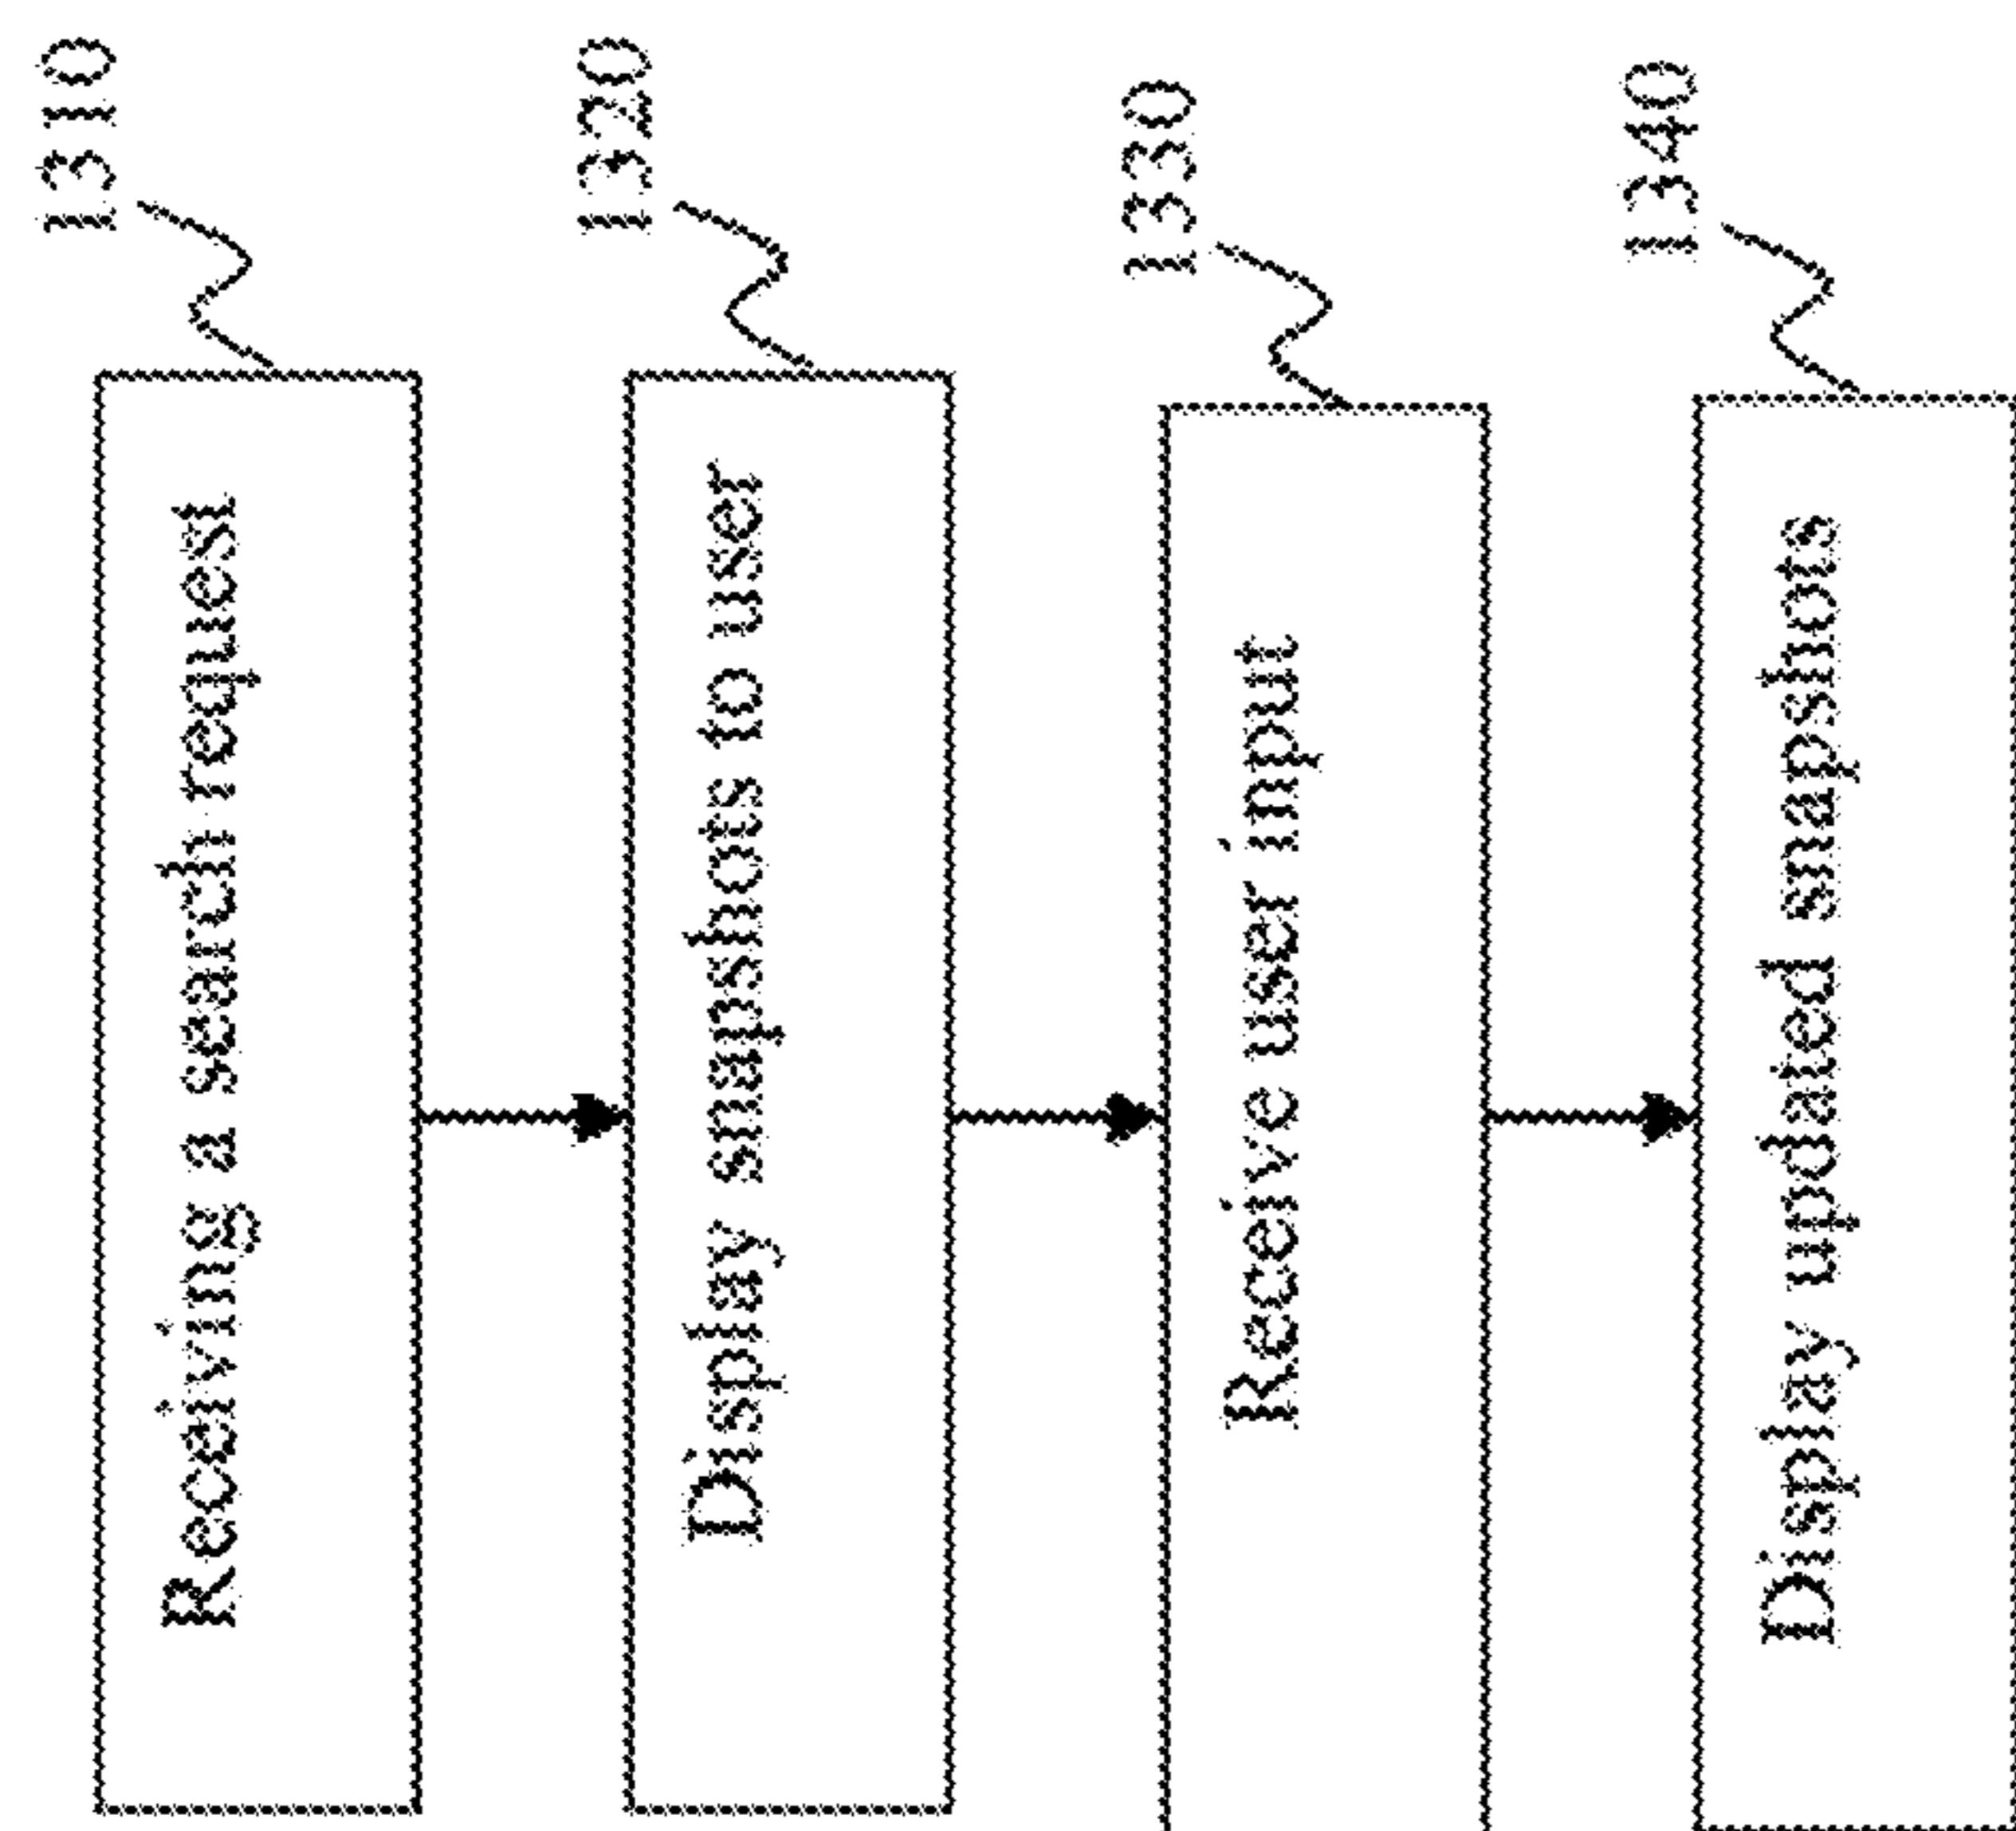 1310
Receiving a search request
1320
Display snapshots to user
1330
Receive user input
1340
Display updated snapshots